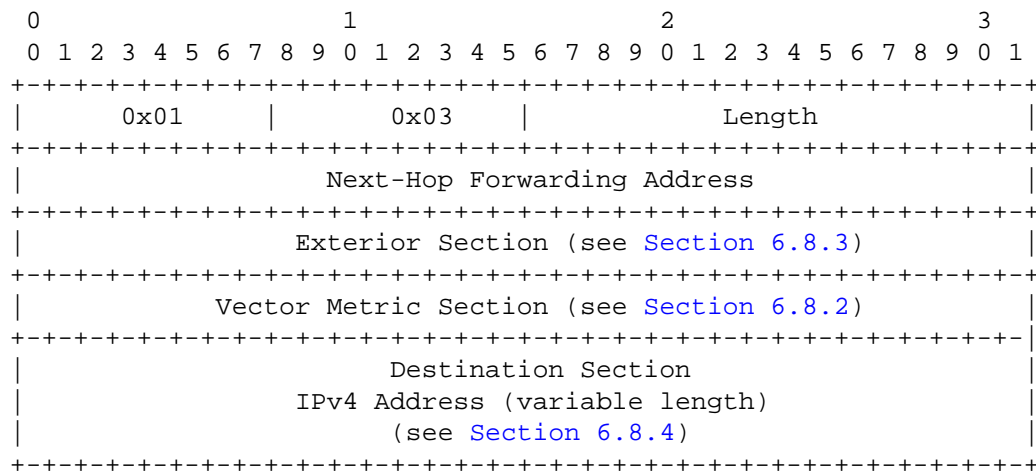 0                   1                   2                   3
0 1 2 3 4 5 6 7 8 9 0 1 2 3 4 5 6 7 8 9 0 1 2 3 4 5 6 7 8 9 0 1
+-+-+-+-+-+-+-+-+-+-+-+-+-+-+-+-+-+-+-+-+-+-+-+-+-+-+-+-+-+-+-+-+
|      0x01     |      0x03     |            Length             |
+-+-+-+-+-+-+-+-+-+-+-+-+-+-+-+-+-+-+-+-+-+-+-+-+-+-+-+-+-+-+-+-+
|                   Next-Hop Forwarding Address                 |
+-+-+-+-+-+-+-+-+-+-+-+-+-+-+-+-+-+-+-+-+-+-+-+-+-+-+-+-+-+-+-+-+
|                 Exterior Section (see Section 6.8.3)          |
+-+-+-+-+-+-+-+-+-+-+-+-+-+-+-+-+-+-+-+-+-+-+-+-+-+-+-+-+-+-+-+-+
|            Vector Metric Section (see Section 6.8.2)          |
+-+-+-+-+-+-+-+-+-+-+-+-+-+-+-+-+-+-+-+-+-+-+-+-+-+-+-+-+-+-+-+-|
|                       Destination Section                     |
|                 IPv4 Address (variable length)                |
|                       (see Section 6.8.4)                     |
+-+-+-+-+-+-+-+-+-+-+-+-+-+-+-+-+-+-+-+-+-+-+-+-+-+-+-+-+-+-+-+-+